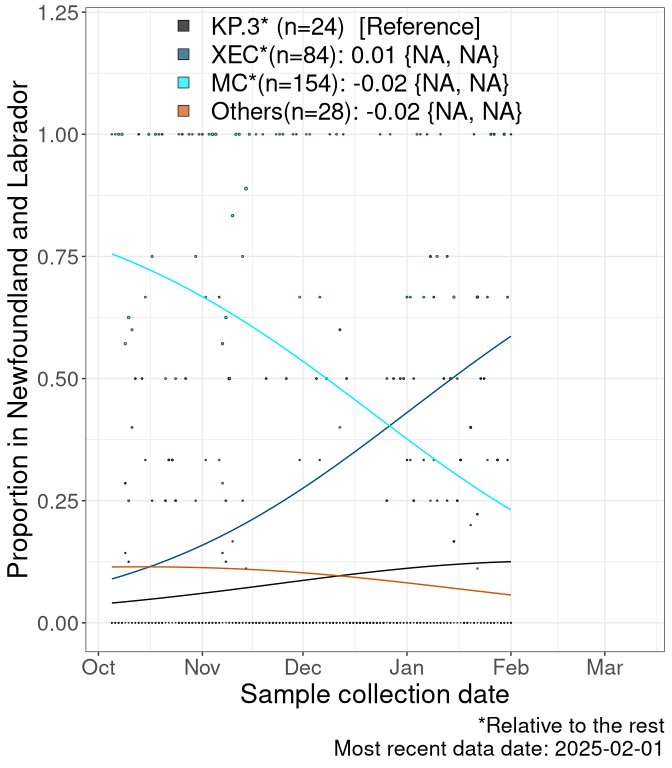 KP.3* (n=24) [Reference]
XEC*(n=84): 0.01 {NA, NA}
MC*(n=154): -0.02 {NA, NA}
Others(n=28): -0.02 {NA, NA}
Proportion in Newfoundland and Labrador
1.25
1.00
0.75
0.50
0.25
0.00
Oct Nov Dec Jan Feb Mar
Sample collection date
*Relative to the rest
Most recent data date: 2025-02-01